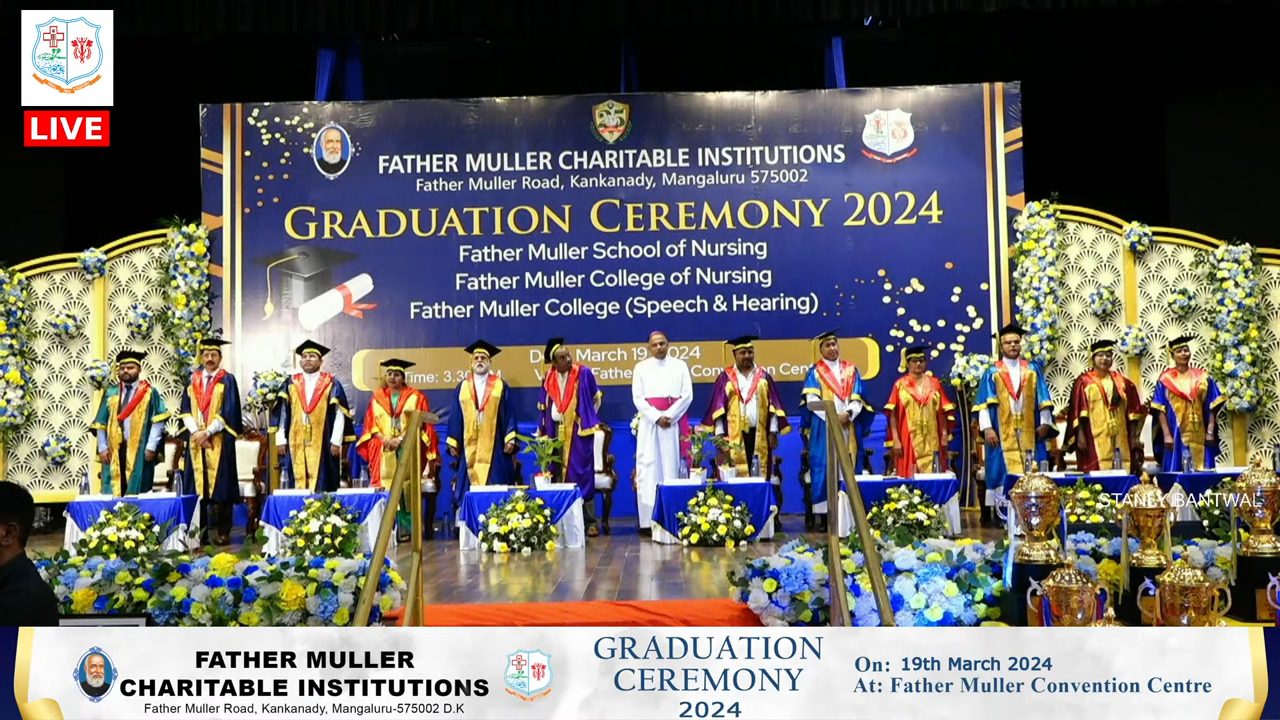 LIVE
FATHER MULLER CHARITABLE INSTITUTIONS
Father Muller Road, Kankanady, Mangaluru 575002
GRADUATION CEREMONY 2024
Father Muller School of Nursing
Father Muller College of Nursing
Father Muller College (Speech & Hearing)
March 19 2024
Time: 3.30 M Father Con Cen
STANLY BANTWAL
FATHER MULLER
CHARITABLE INSTITUTIONS
Father Muller Road, Kankanady, Mangaluru-575002 D.K
GRADUATION
CEREMONY
2024
On: 19th March 2024
At: Father Muller Convention Centre